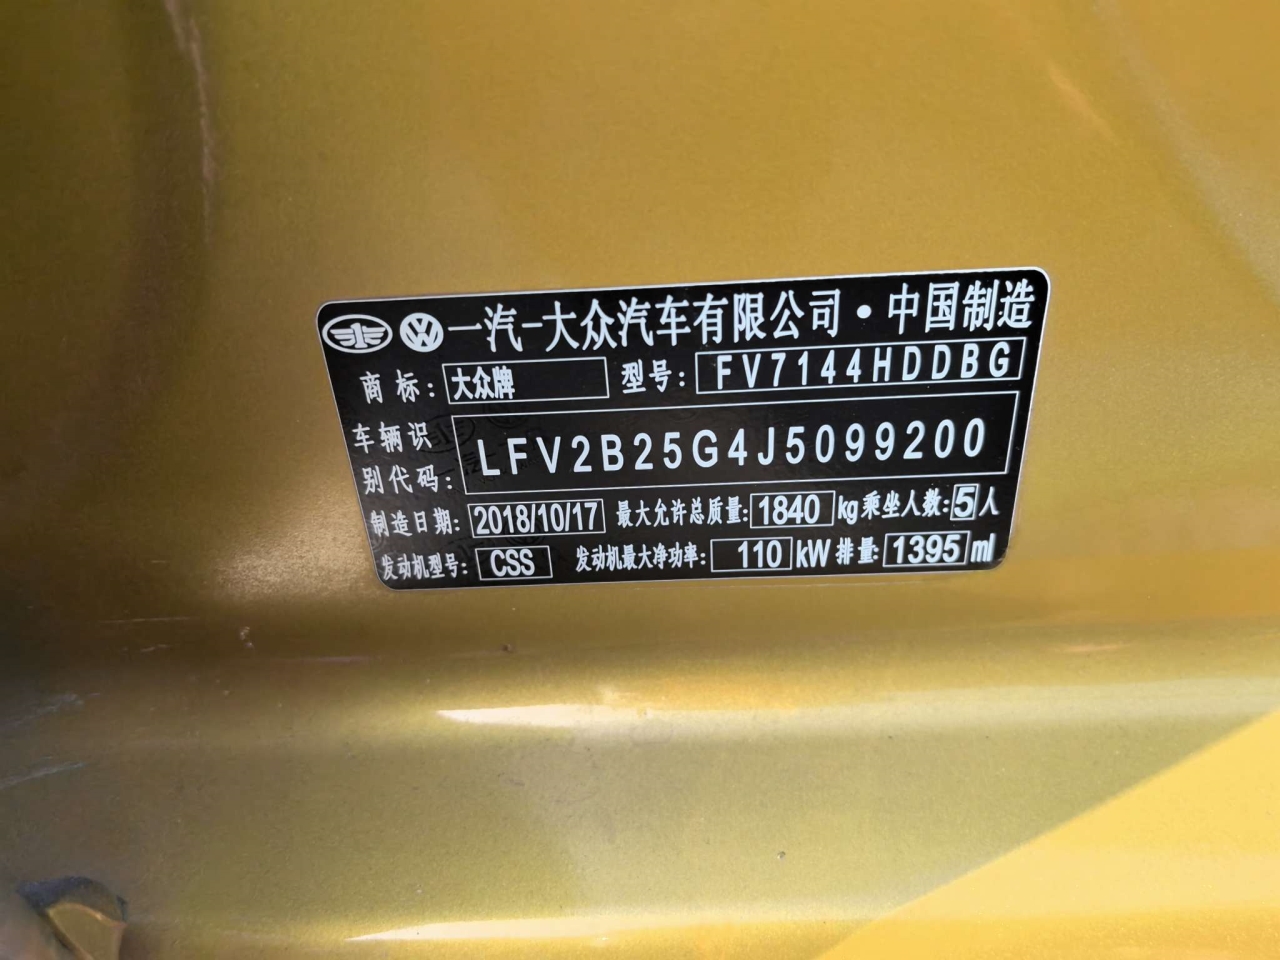 一汽-大众汽车有限公司·中国制造
商标: 大众牌 型号: FV7144HDDBG
车辆识别代码: LFV2B25G4J5099200
制造日期: 2018/10/17 最大允许总质量: 1840 kg 乘坐人数: 5人
发动机型号: CSS 发动机最大净功率: 110 kW 排量: 1395 ml